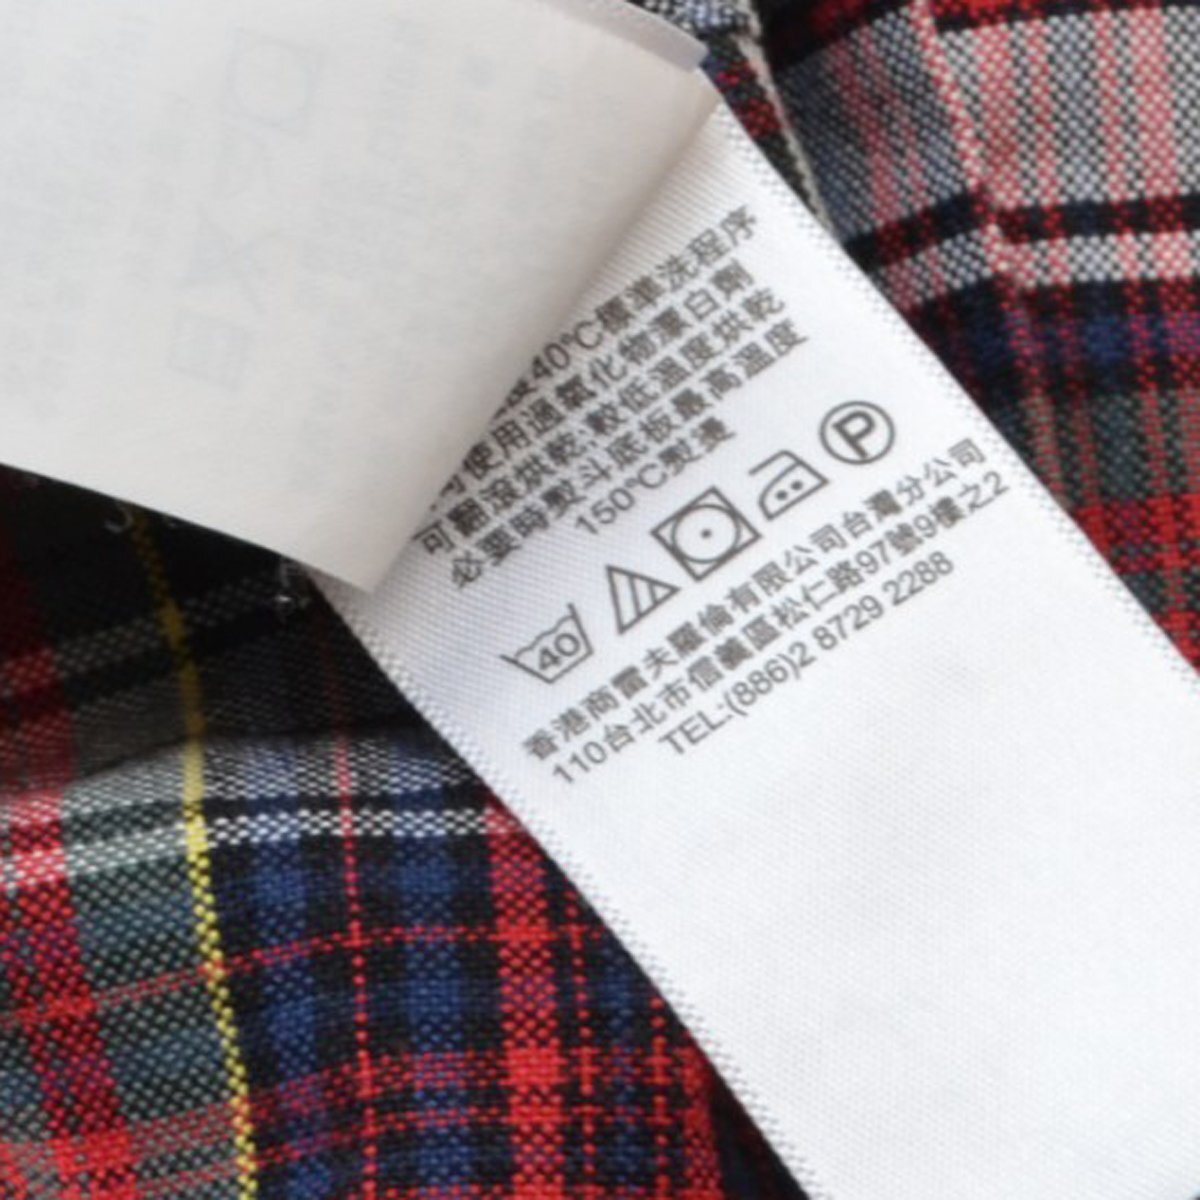 度40°C標準洗程序
可使用過氧化物漂白劑
可翻滾烘乾;較低溫度烘乾
必要時熨斗底板最高溫度
150°C熨燙
40
P
香港商雷夫羅倫有限公司台灣分公司
110台北市信義區松仁路97號9樓之2
TEL:(886)2 8729 2288